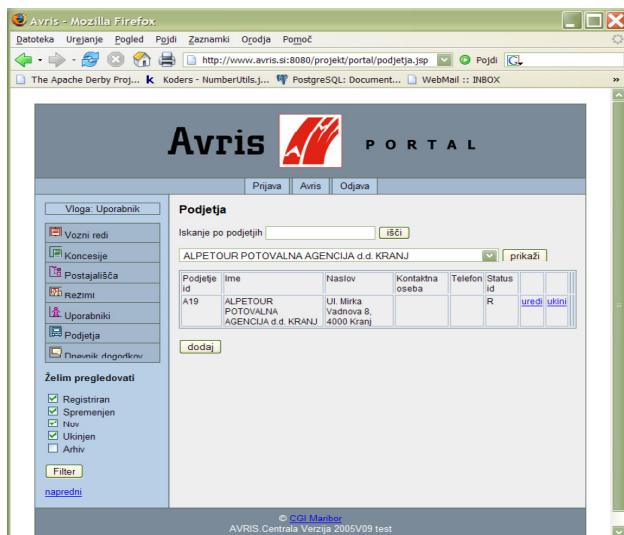 Avris - Mozilla Firefox
Datoteka Urejanje Pogled Pojdi Zaznamki Orodja Pomoč
http://www.avris.si:8080/projekt/portal/podjetja.jsp Pojdi
The Apache Derby Proj... Koders - NumberUtils.j... PostgreSQL: Document... WebMail :: INBOX »
Avris PORTAL
Prijava Avris Odjava
Vloga: Uporabnik
Vozni redi
Koncesije
Postajališča
Režimi
Uporabniki
Podjetja
Dnevnik dogodkov
Želim pregledovati
Registriran
Spremenjen
Nov
Ukinjen
Arhiv
Filter
napredni
Podjetja
Iskanje po podjetjih išči
ALPETOUR POTOVALNA AGENCIJA d.d. KRANJ prikaži
Podjetje Ime Naslov Kontaktna Telefon Status
id oseba id
A19 ALPETOUR Ul. Mirka R uredi ukini
POTOVALNA Vadnova 8,
AGENCIJA d.d. KRANJ 4000 Kranj
dodaj
© CGI Maribor
AVRIS.Centrala Verzija 2005V09 test